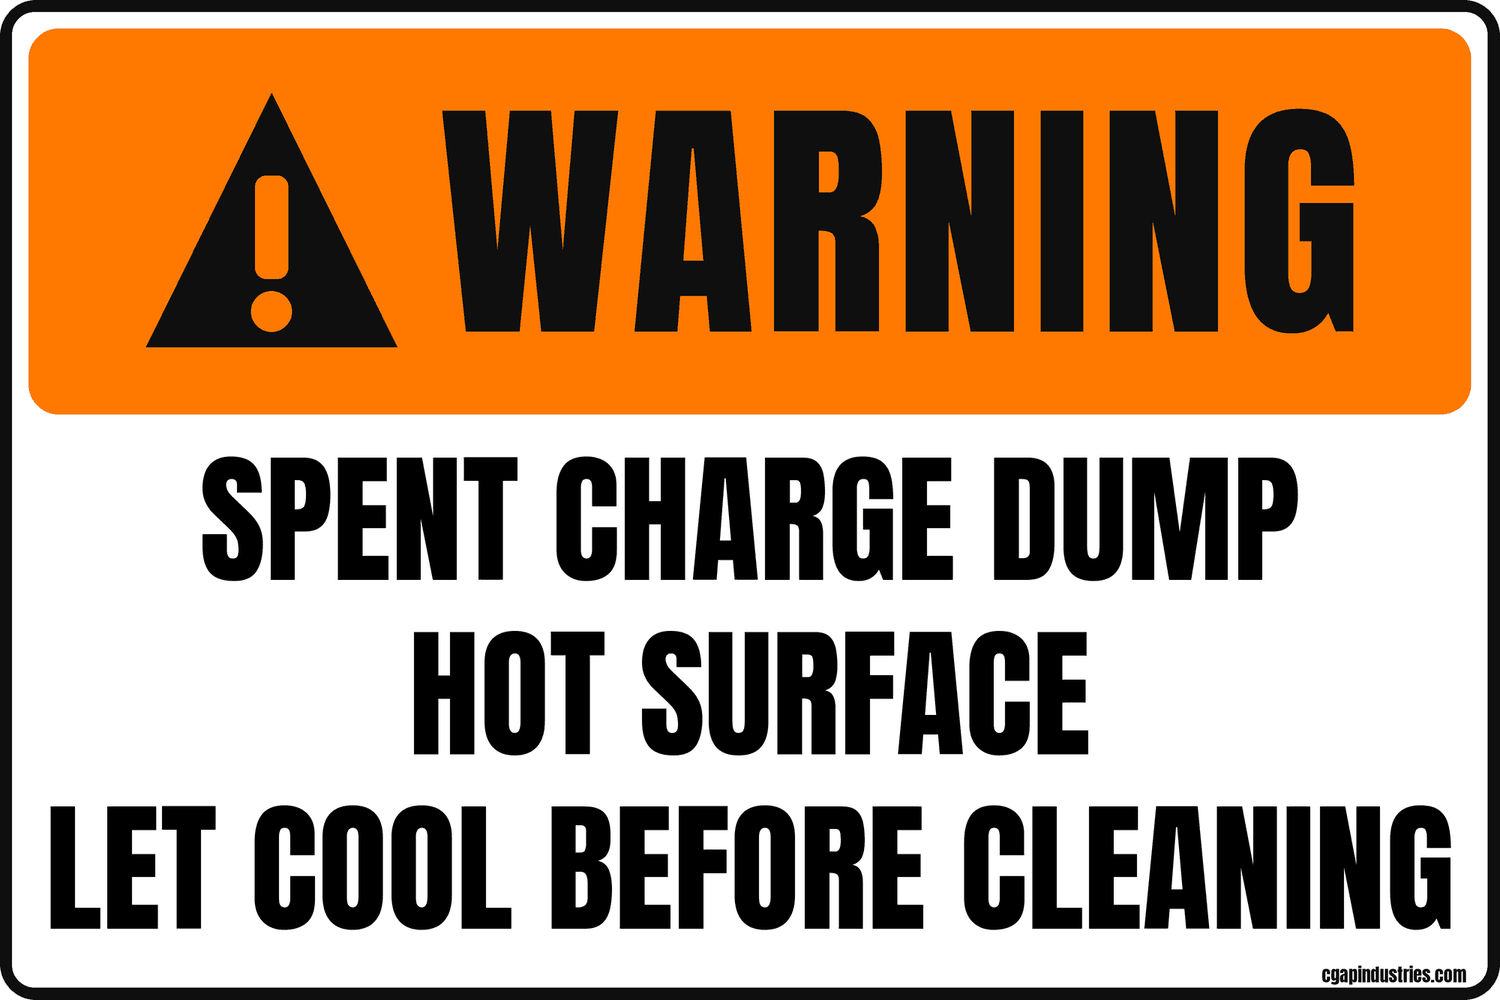 WARNING
SPENT CHARGE DUMP
HOT SURFACE
LET COOL BEFORE CLEANING
cgapindustries.com